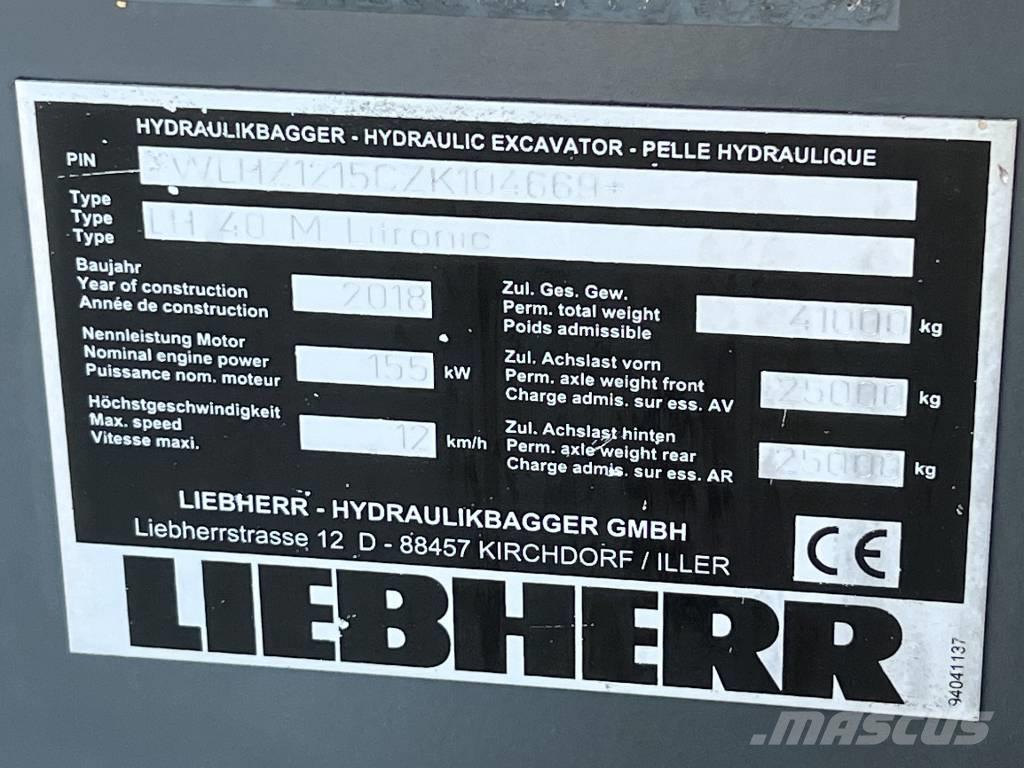 HYDRAULIKBAGGER - HYDRAULIC EXCAVATOR - PELLE HYDRAULIQUE
PIN *WLHZ1215CZK104669*
Type
Type
Type
LH 40 M Litronic
Baujahr
Year of construction
Année de construction
2018
Nennleistung Motor
Nominal engine power
Puissance nom. moteur
155 kW
Höchstgeschwindigkeit
Max. speed
Vitesse maxi.
12 km/h
Zul. Ges. Gew.
Perm. total weight
Poids admissible
41000 kg
Zul. Achslast vorn
Perm. axle weight front
Charge admis. sur ess. AV
25000 kg
Zul. Achslast hinten
Perm. axle weight rear
Charge admis. sur ess. AR
25000 kg
LIEBHERR - HYDRAULIKBAGGER GMBH
Liebherrstrasse 12 D - 88457 KIRCHDORF / ILLER
CE
LIEBHERR
94041137
MASCUS